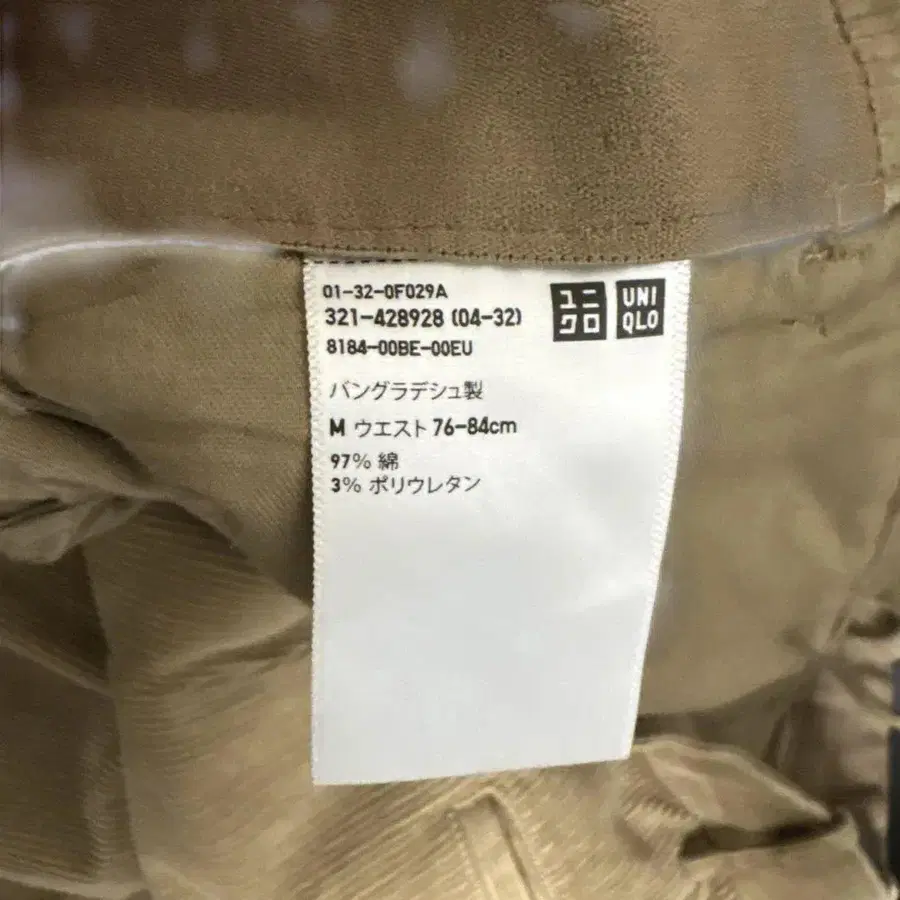 01-32-0F029A
321-428928 (04-32)
8184-00BE-00EU
ユニ
クロ
UNI
QLO
バングラデシュ製
M ウエスト 76-84cm
97% 綿
3% ポリウレタン